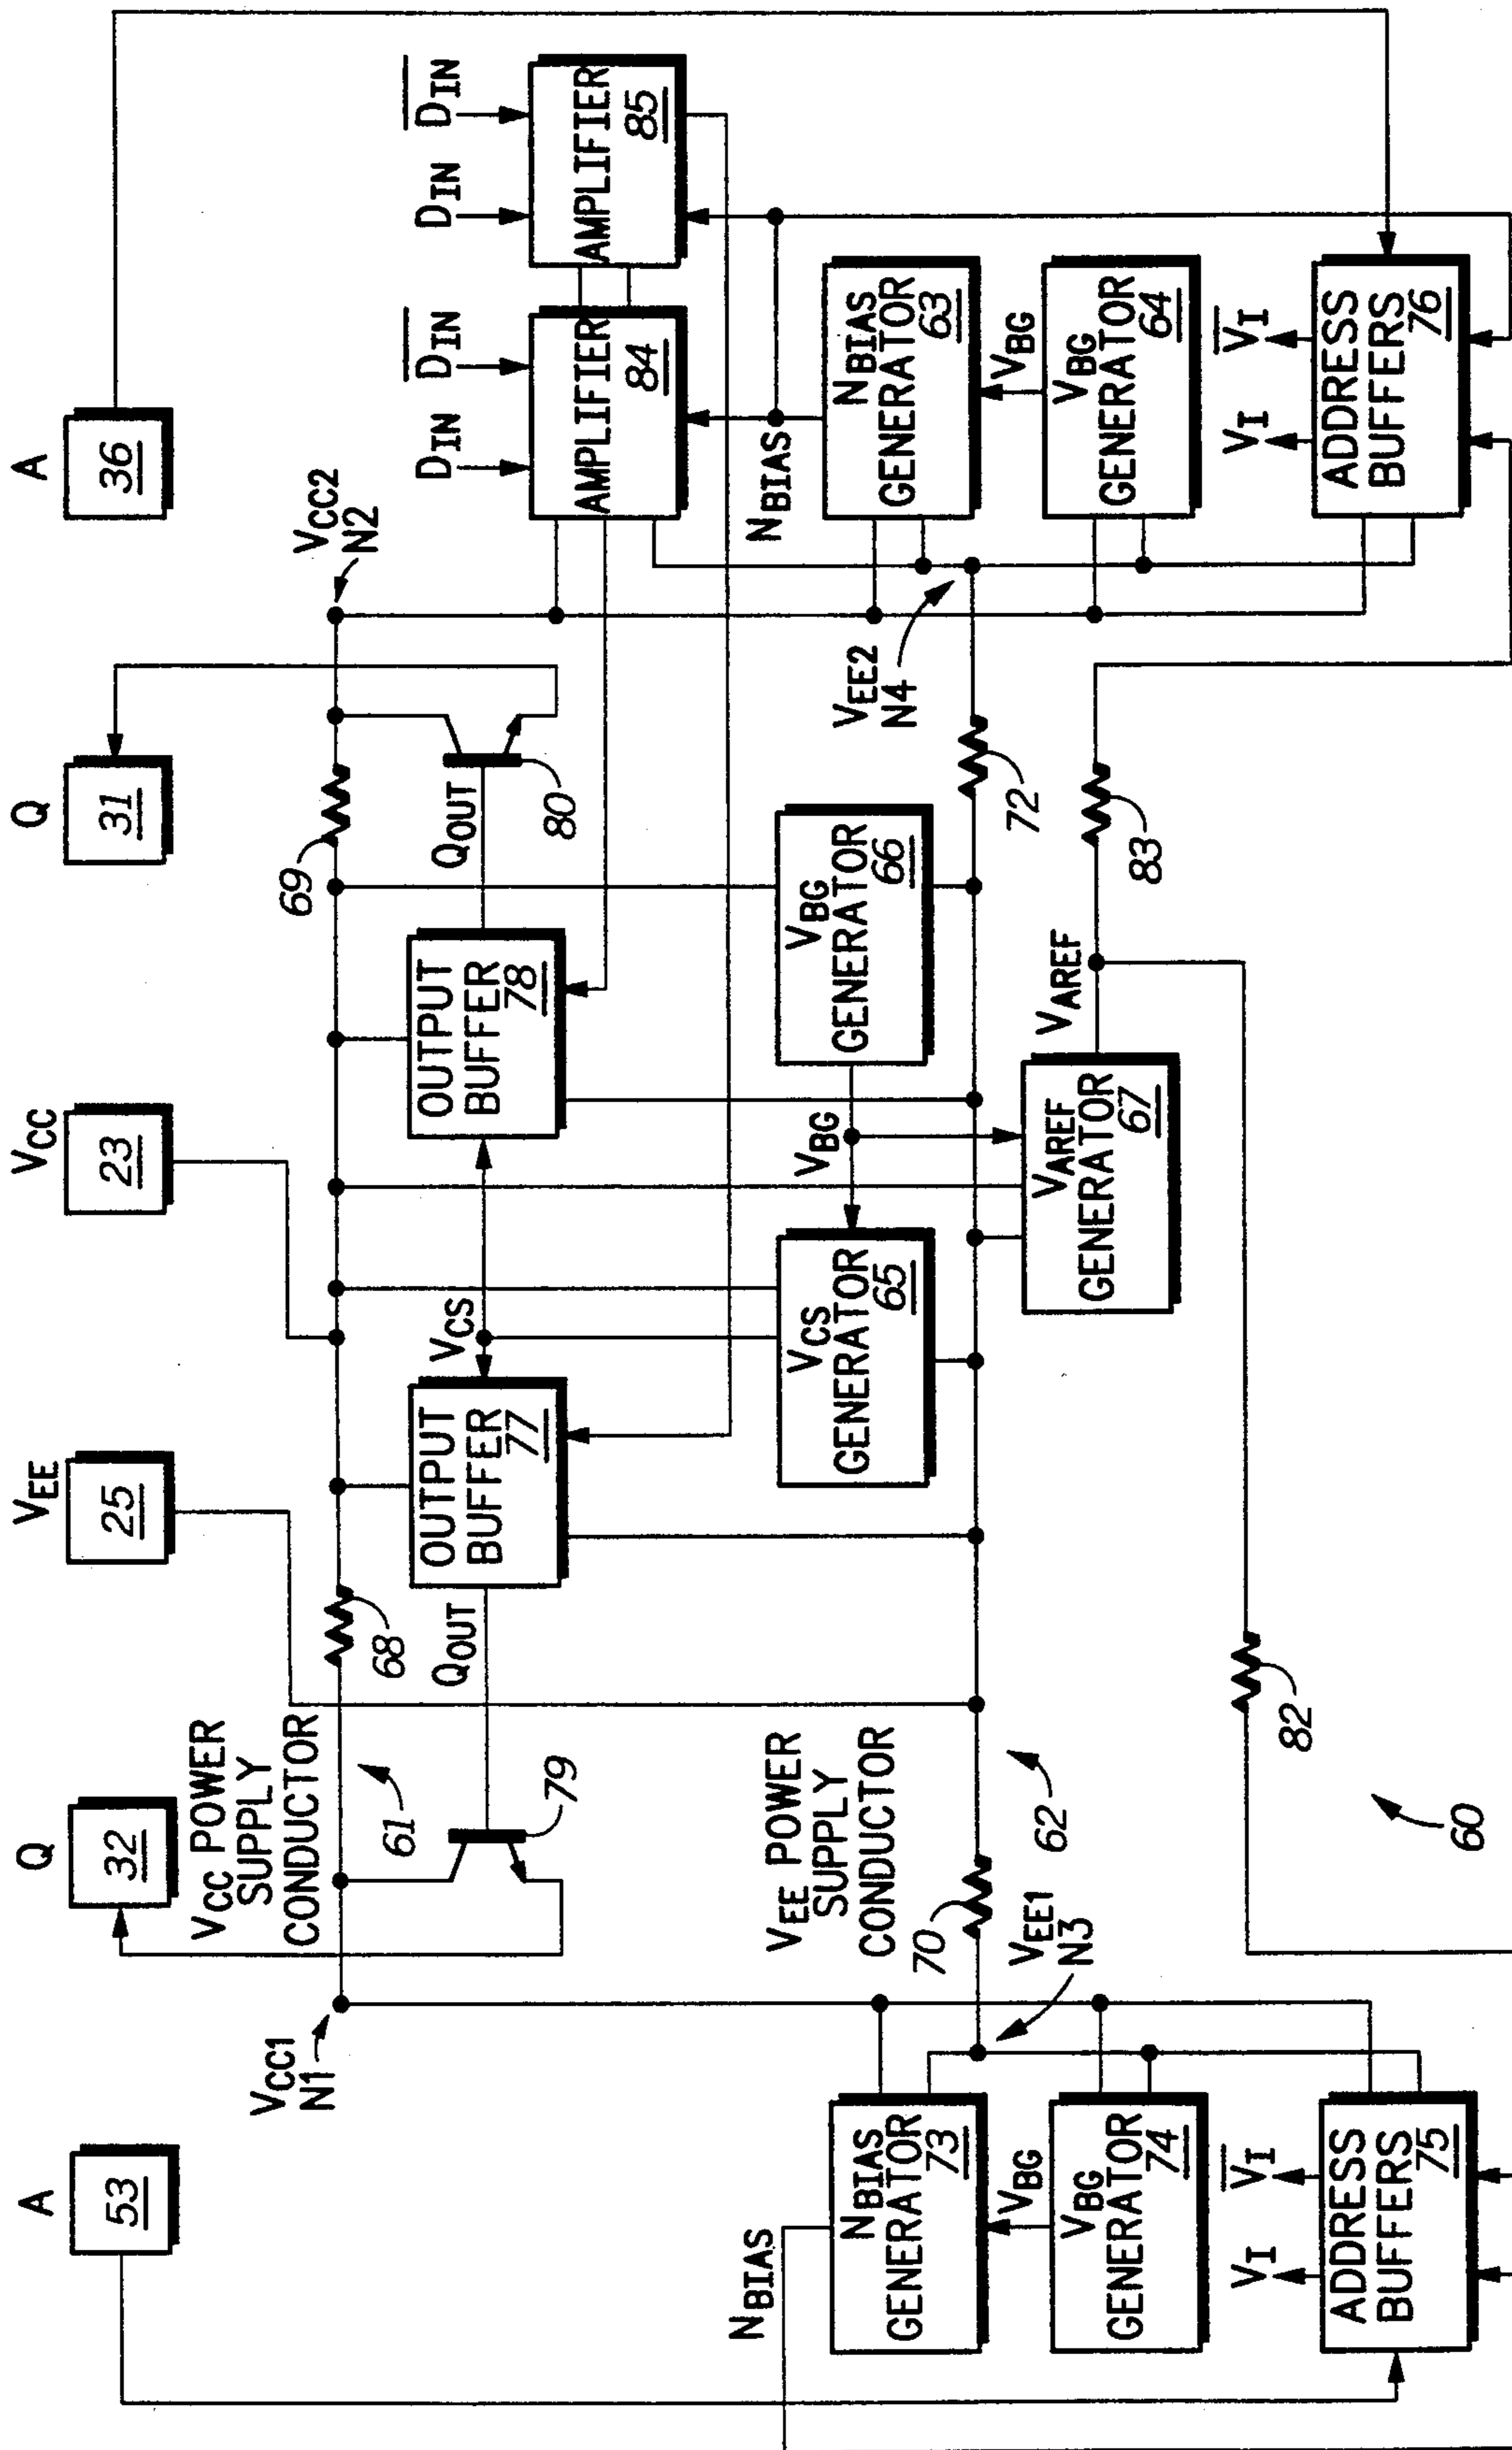 A
53
Q
32
VEE
25
VCC
23
Q
31
A
36
VCC1
N1
VCC POWER
SUPPLY
CONDUCTOR
61
68
69
VCC2
N2
79
QOUT
OUTPUT
BUFFER
77
VCS
OUTPUT
BUFFER
78
QOUT
80
DIN
DIN
AMPLIFIER
84
DIN
DIN
AMPLIFIER
85
NBIAS
NBIAS
GENERATOR
73
VBG
VBG
GENERATOR
74
VI
VI
ADDRESS
BUFFERS
75
VEE POWER
SUPPLY
CONDUCTOR
70
VEE1
N3
62
VCS
GENERATOR
65
VBG
VBG
GENERATOR
66
VAREF
GENERATOR
67
VAREF
72
VEE2
N4
83
82
NBIAS
NBIAS
GENERATOR
63
VBG
VBG
GENERATOR
64
VI
VI
ADDRESS
BUFFERS
76
60